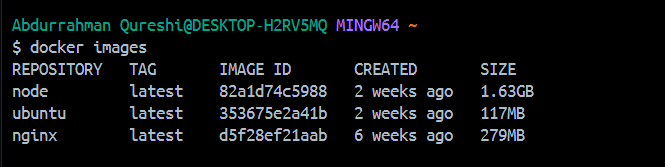 Abdurrahman Qureshi@DESKTOP-H2RV5MQ MINGW64 ~
$ docker images
REPOSITORY TAG IMAGE ID CREATED SIZE
node latest 82a1d74c5988 2 weeks ago 1.63GB
ubuntu latest 353675e2a41b 2 weeks ago 117MB
nginx latest d5f28ef21aab 6 weeks ago 279MB